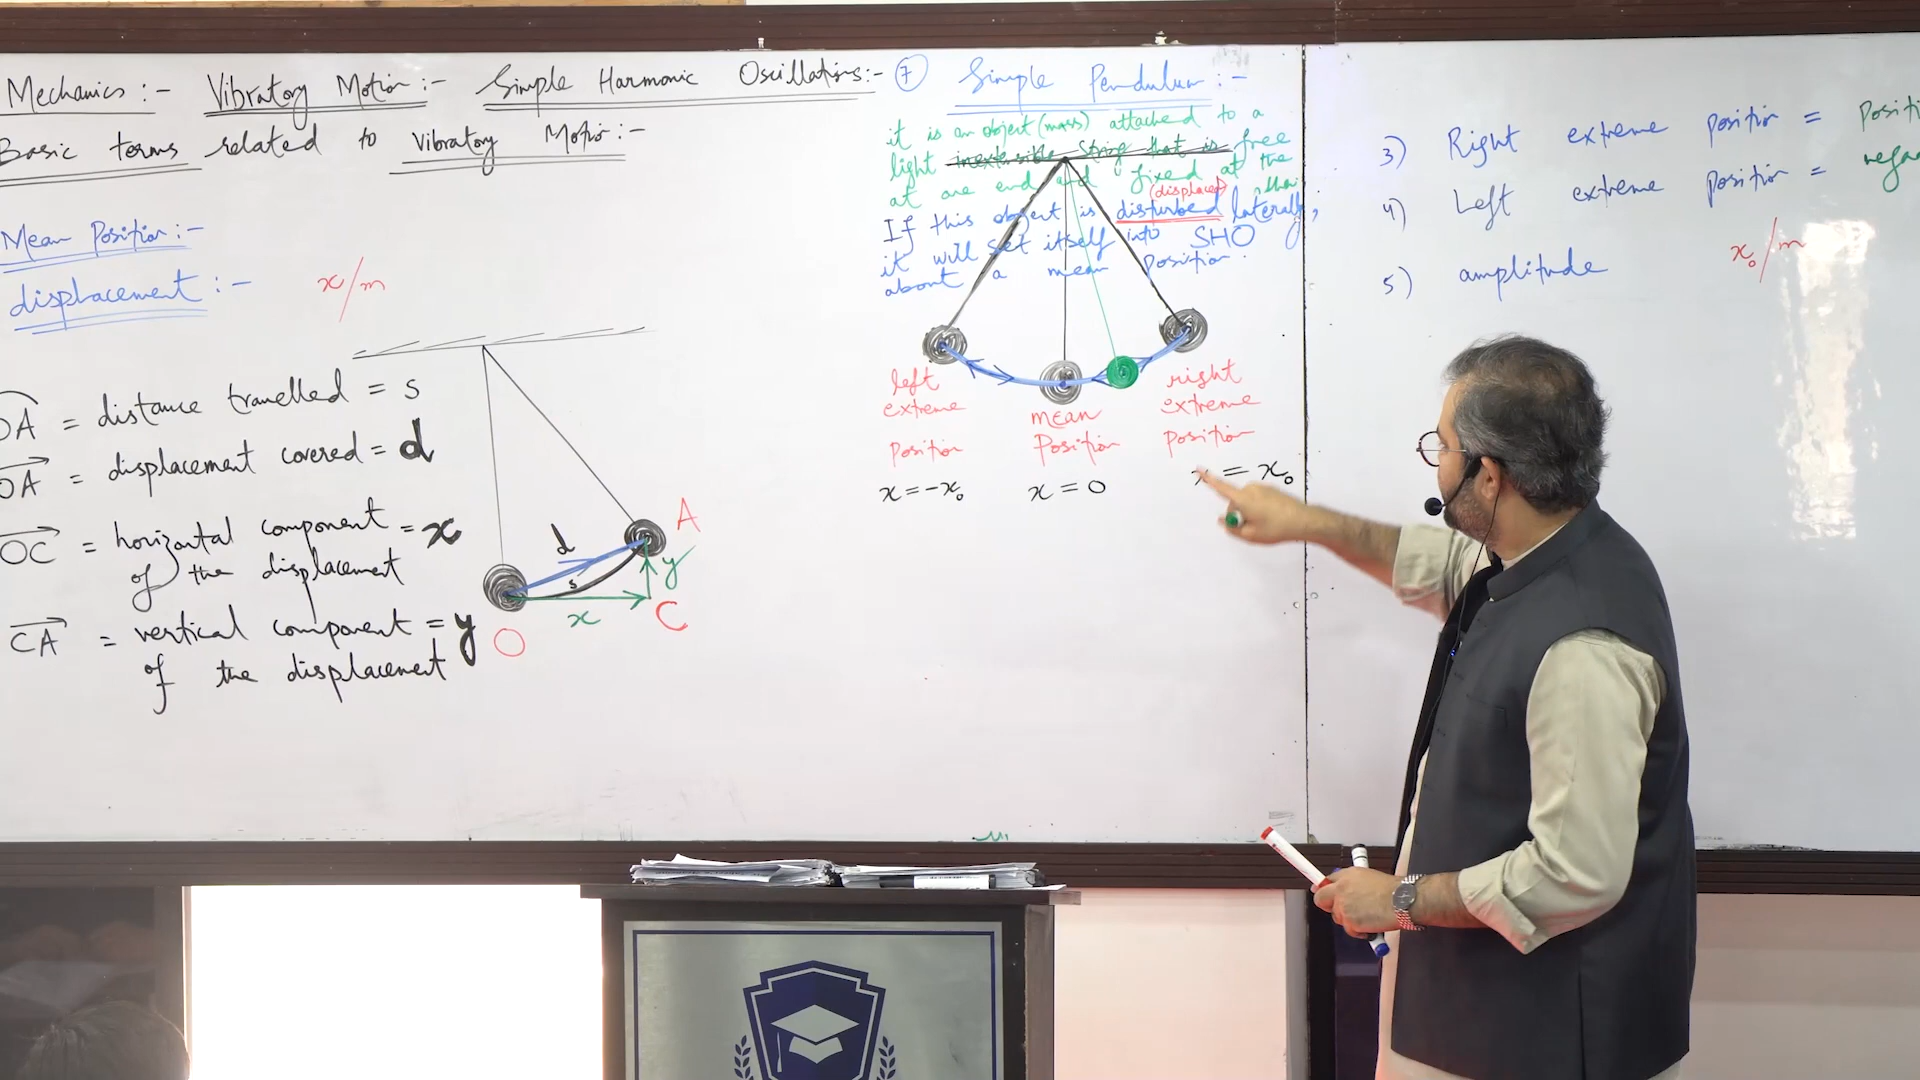 Mechanics :- Vibratory Motion :- Simple Harmonic Oscillations :-
Basic terms related to Vibratory Motion :-
Mean Position :-
displacement :- x/m
OA = distance travelled = s
OA = displacement covered = d
OC = horizontal component = x
of the displacement
CA = vertical component = y
of the displacement
d
s
A
y
x
C
O
7 Simple Pendulum :-
it is an object (mass) attached to a
light inextensible string that is free
at one end and fixed at the
(displaced)
If this object is disturbed laterally,
it will set itself into SHO
about a mean position.
left
extreme
position
x = -x₀
mean
position
x = 0
right
extreme
position
x = x₀
3) Right extreme position =
4) Left extreme position =
5) amplitude x₀/m